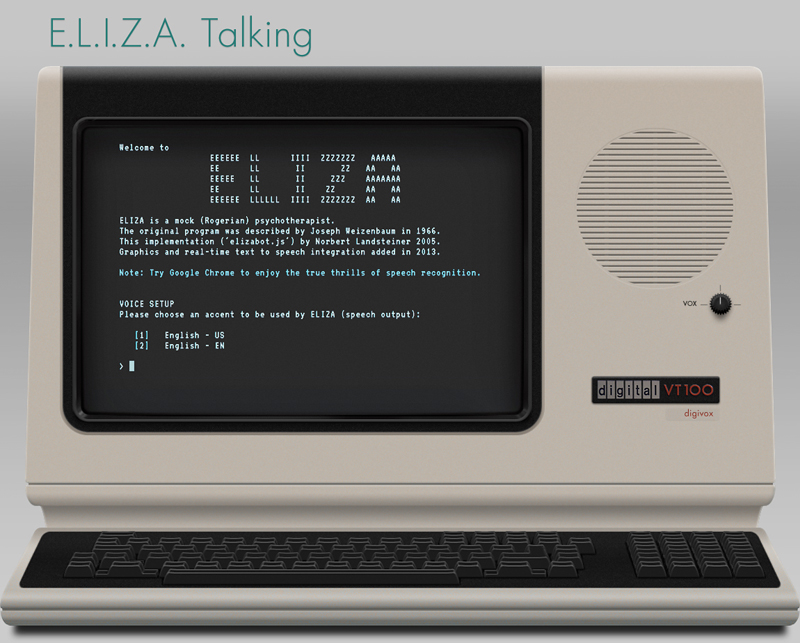 E.L.I.Z.A. Talking
Welcome to
EEEEEE  LL      IIII  ZZZZZZZ   AAAAA
EE      LL       II       ZZ   AA   AA
EEEEE   LL       II     ZZZ    AAAAAAA
EE      LL       II    ZZ      AA   AA
EEEEEE  LLLLLL  IIII  ZZZZZZZ  AA   AA
ELIZA is a mock (Rogerian) psychotherapist.
The original program was described by Joseph Weizenbaum in 1966.
This implementation ('elizabot.js') by Norbert Landsteiner 2005.
Graphics and real-time text to speech integration added in 2013.
Note: Try Google Chrome to enjoy the true thrills of speech recognition.
VOICE SETUP
Please choose an accent to be used by ELIZA (speech output):
[1]   English - US
[2]   English - EN
>
VOX
digital VT100
digivox